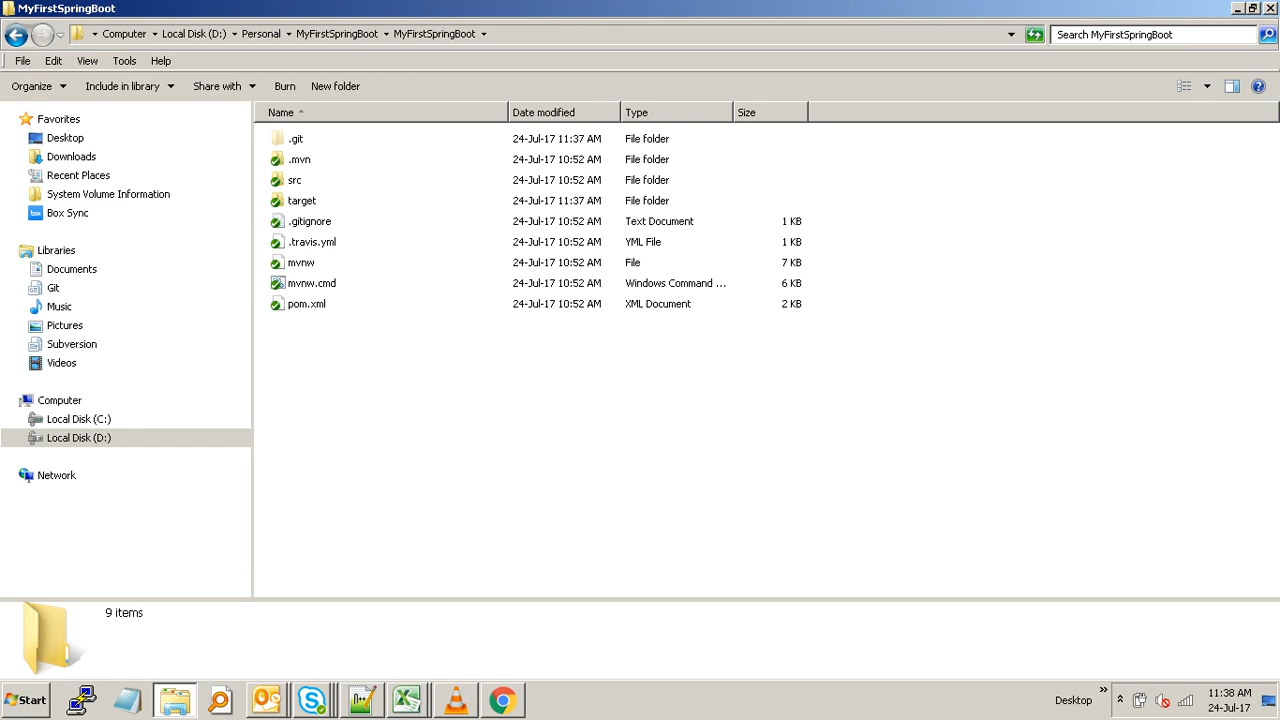 MyFirstSpringBoot
Computer Local Disk (D:) Personal MyFirstSpringBoot MyFirstSpringBoot Search MyFirstSpringBoot
File Edit View Tools Help
Organize Include in library Share with Burn New folder
Name Date modified Type Size
Favorites
Desktop
Downloads
Recent Places
System Volume Information
Box Sync
Libraries
Documents
Git
Music
Pictures
Subversion
Videos
Computer
Local Disk (C:)
Local Disk (D:)
Network
.git 24-Jul-17 11:37 AM File folder
.mvn 24-Jul-17 10:52 AM File folder
src 24-Jul-17 10:52 AM File folder
target 24-Jul-17 11:37 AM File folder
.gitignore 24-Jul-17 10:52 AM Text Document 1 KB
.travis.yml 24-Jul-17 10:52 AM YML File 1 KB
mvnw 24-Jul-17 10:52 AM File 7 KB
mvnw.cmd 24-Jul-17 10:52 AM Windows Command ... 6 KB
pom.xml 24-Jul-17 10:52 AM XML Document 2 KB
9 items
Start
Desktop
11:38 AM
24-Jul-17